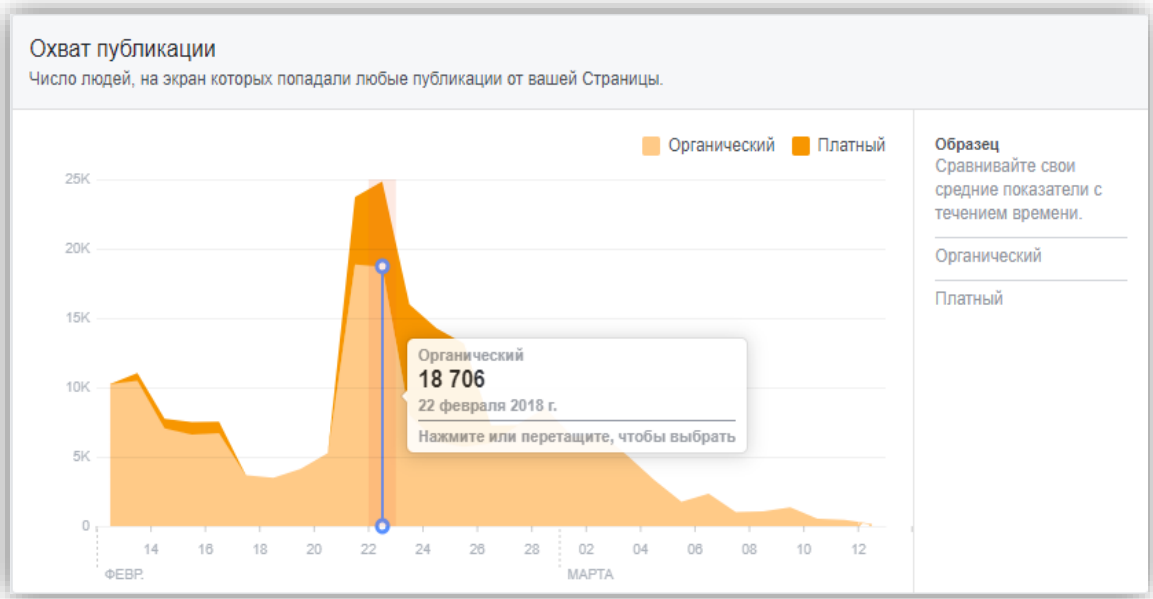 Охват публикации
Число людей, на экран которых попадали любые публикации от вашей Страницы.
Органический Платный
25K
20K
15K
10K
5K
0
Органический
18 706
22 февраля 2018 г.
Нажмите или перетащите, чтобы выбрать
14 16 18 20 22 24 26 28 02 04 06 08 10 12
ФЕВР. МАРТА
Образец
Сравнивайте свои
средние показатели с
течением времени.
Органический
Платный